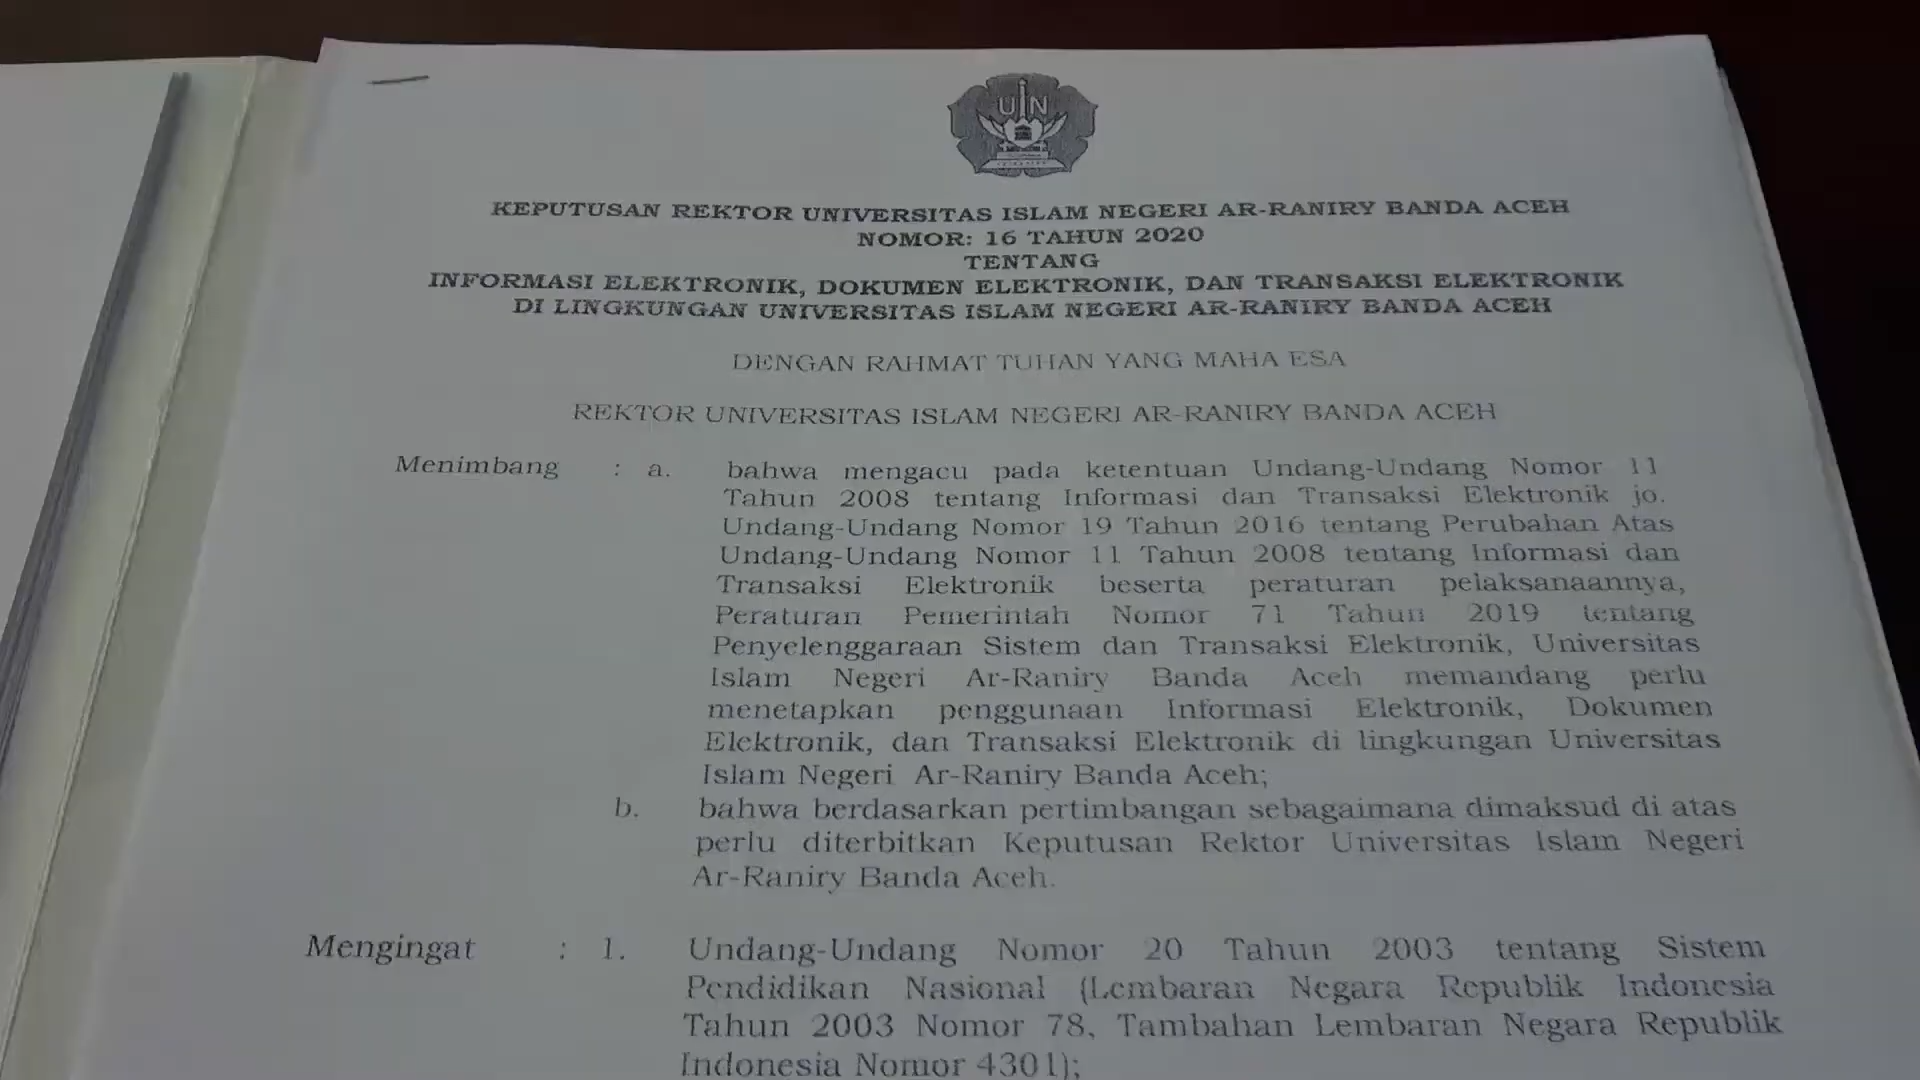 UIN
KEPUTUSAN REKTOR UNIVERSITAS ISLAM NEGERI AR-RANIRY BANDA ACEH
NOMOR: 16 TAHUN 2020
TENTANG
INFORMASI ELEKTRONIK, DOKUMEN ELEKTRONIK, DAN TRANSAKSI ELEKTRONIK
DI LINGKUNGAN UNIVERSITAS ISLAM NEGERI AR-RANIRY BANDA ACEH
DENGAN RAHMAT TUHAN YANG MAHA ESA
REKTOR UNIVERSITAS ISLAM NEGERI AR-RANIRY BANDA ACEH
Menimbang : a. bahwa mengacu pada ketentuan Undang-Undang Nomor 11
Tahun 2008 tentang Informasi dan Transaksi Elektronik jo.
Undang-Undang Nomor 19 Tahun 2016 tentang Perubahan Atas
Undang-Undang Nomor 11 Tahun 2008 tentang Informasi dan
Transaksi Elektronik beserta peraturan pelaksanaannya,
Peraturan Pemerintah Nomor 71 Tahun 2019 tentang
Penyelenggaraan Sistem dan Transaksi Elektronik, Universitas
Islam Negeri Ar-Raniry Banda Aceh memandang perlu
menetapkan penggunaan Informasi Elektronik, Dokumen
Elektronik, dan Transaksi Elektronik di lingkungan Universitas
Islam Negeri Ar-Raniry Banda Aceh;
b. bahwa berdasarkan pertimbangan sebagaimana dimaksud di atas
perlu diterbitkan Keputusan Rektor Universitas Islam Negeri
Ar-Raniry Banda Aceh.
Mengingat : 1. Undang-Undang Nomor 20 Tahun 2003 tentang Sistem
Pendidikan Nasional (Lembaran Negara Republik Indonesia
Tahun 2003 Nomor 78, Tambahan Lembaran Negara Republik
Indonesia Nomor 4301);